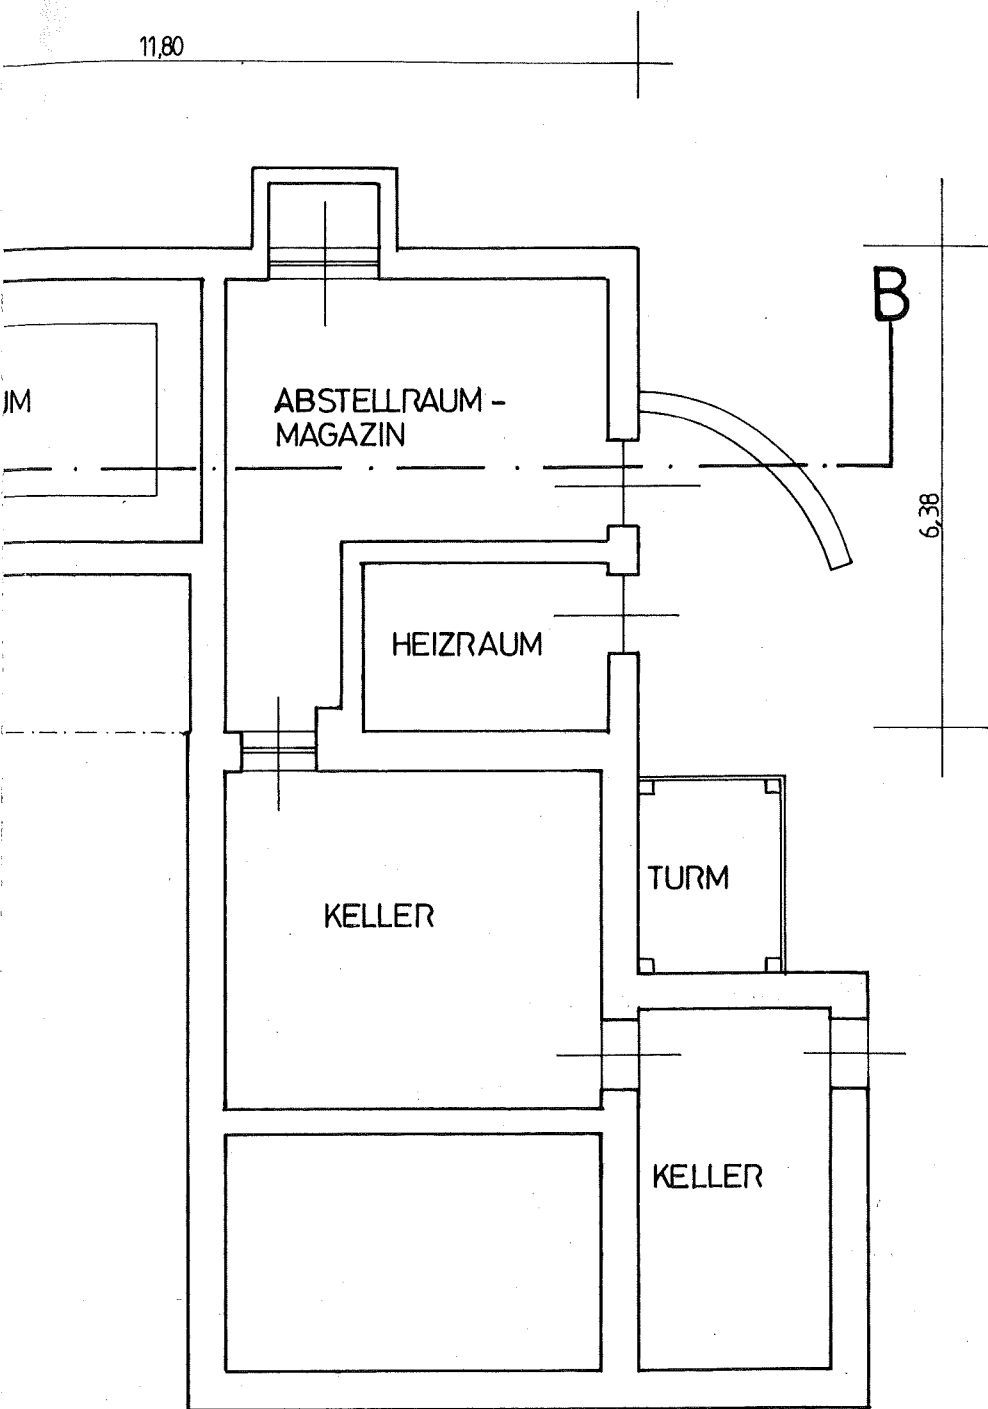 11,80
B
UM
ABSTELLRAUM -
MAGAZIN
6,38
HEIZRAUM
TURM
KELLER
KELLER